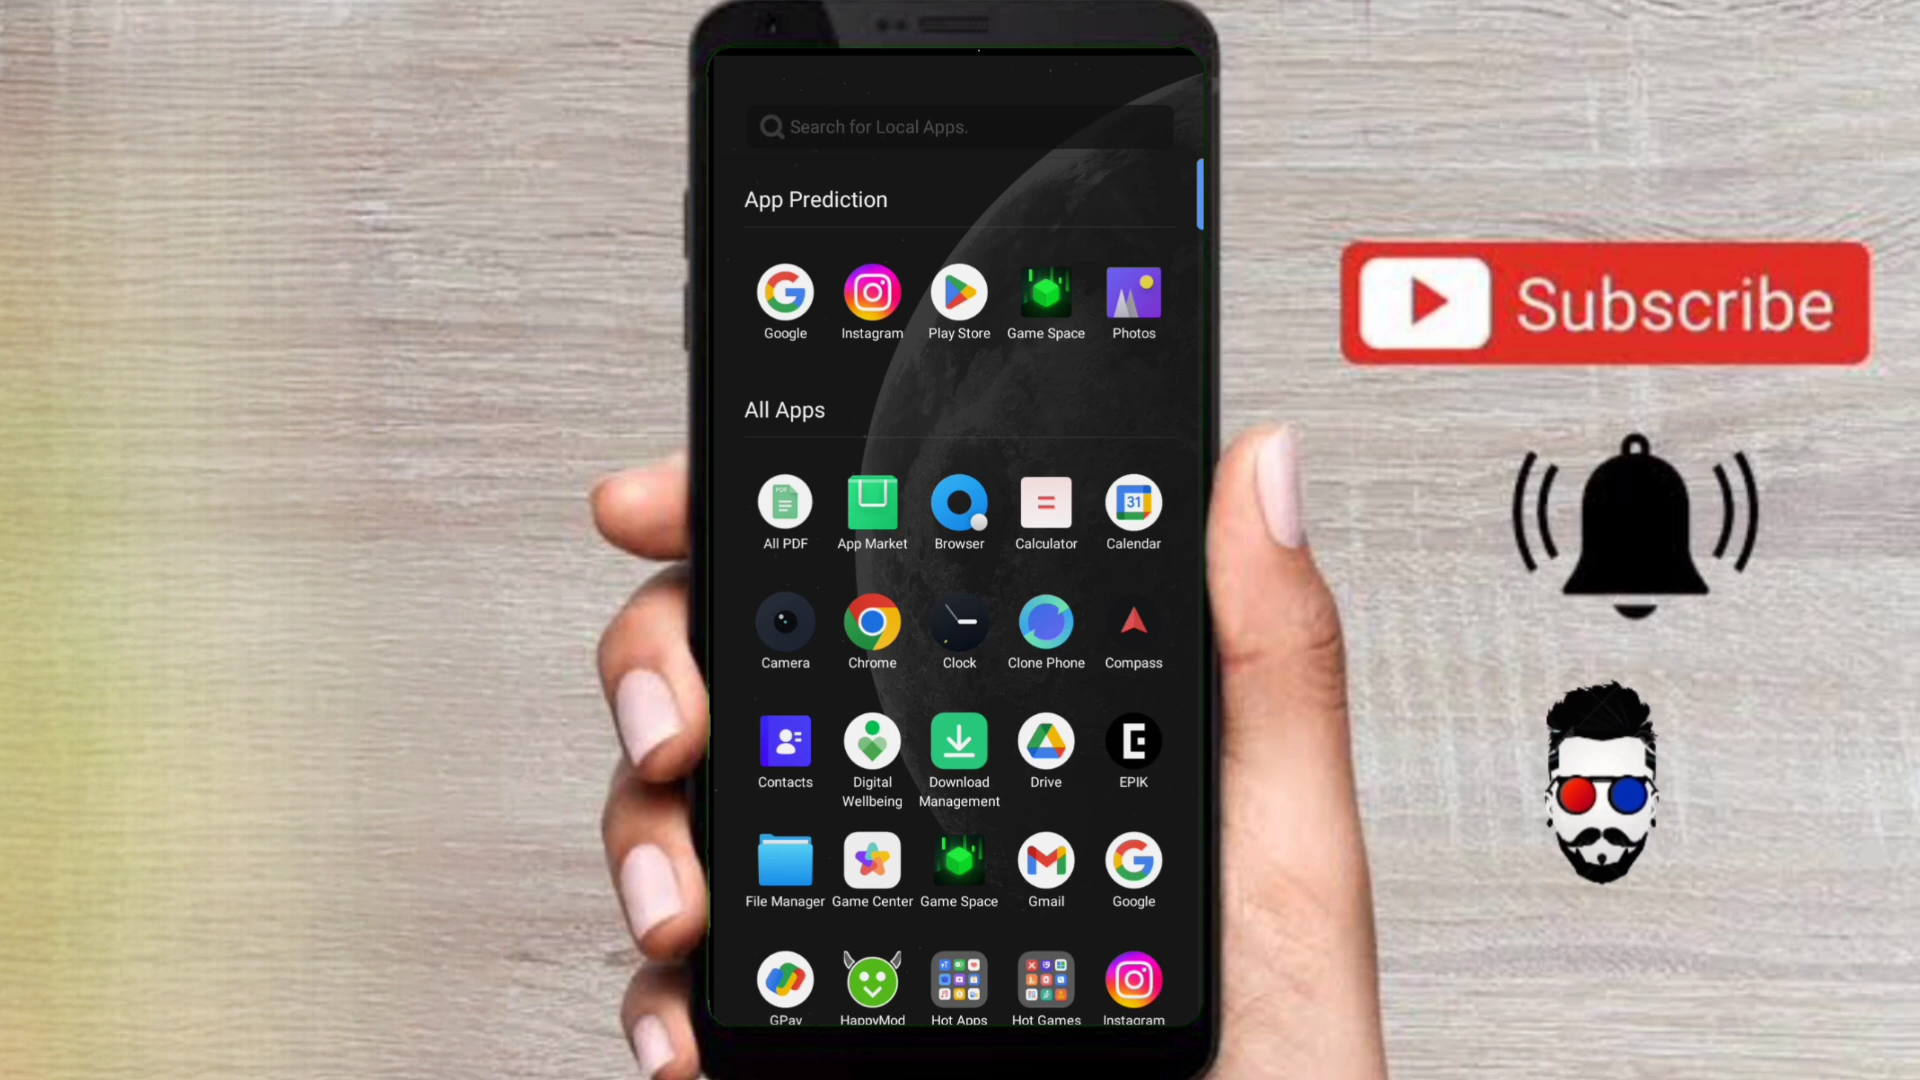 Search for Local Apps.
App Prediction
Google Instagram Play Store Game Space Photos
All Apps
PDF
31
All PDF App Market Browser Calculator Calendar
Camera Chrome Clock Clone Phone Compass
Contacts Digital Wellbeing Download Management Drive EPIK
File Manager Game Center Game Space Gmail Google
GPay HappyMod Hot Apps Hot Games Instagram
Subscribe